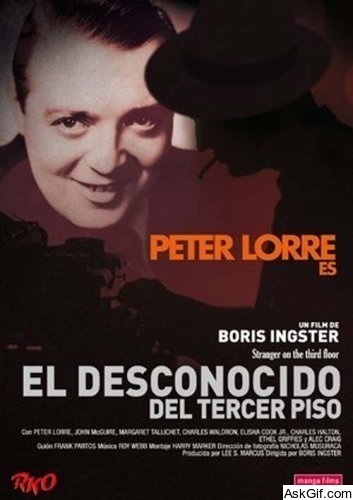 PETER LORRE
ES
UN FILM DE
BORIS INGSTER
Stranger on the third floor
EL DESCONOCIDO
DEL TERCER PISO
Con PETER LORRE, JOHN McGUIRE, MARGARET TALLICHET, CHARLES WALDRON, ELISHA COOK JR., CHARLES HALTON,
ETHEL GRIFFIES y ALEC CRAIG
Guión FRANK PARTOS Música ROY WEBB Montaje HARRY MARKER Dirección de fotografía NICHOLAS MUSURACA
Producida por LEE S. MARCUS Dirigida por BORIS INGSTER
RKO
manga films
AskGif.com